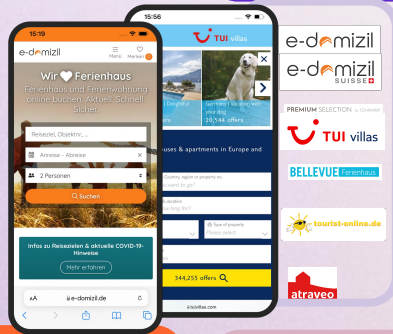 15:19
e-domizil
Menü
Merken
Wir Ferienhaus
Ferienhaus und Ferienwohnung
online buchen. Aktuell. Schnell.
Sicher.
Reiseziel, Objektnr., ...
Anreise - Abreise
2 Personen
Suchen
Infos zu Reisezielen & aktuelle COVID-19-
Hinweise
Mehr erfahren
AA
e-domizil.de
15:56
TUI villas
Delightful
Germany | Vacation with
your dog
20,544 offers
uses & apartments in Europe and
Country, region or property no.
want to go?
duration
long for?
Type of property
Please select
344,255 offers
tuivillas.com
e-domizil
e-domizil
SUISSE
PREMIUM SELECTION
TUI villas
BELLEVUE Ferienhaus
tourist-online.de
atraveo